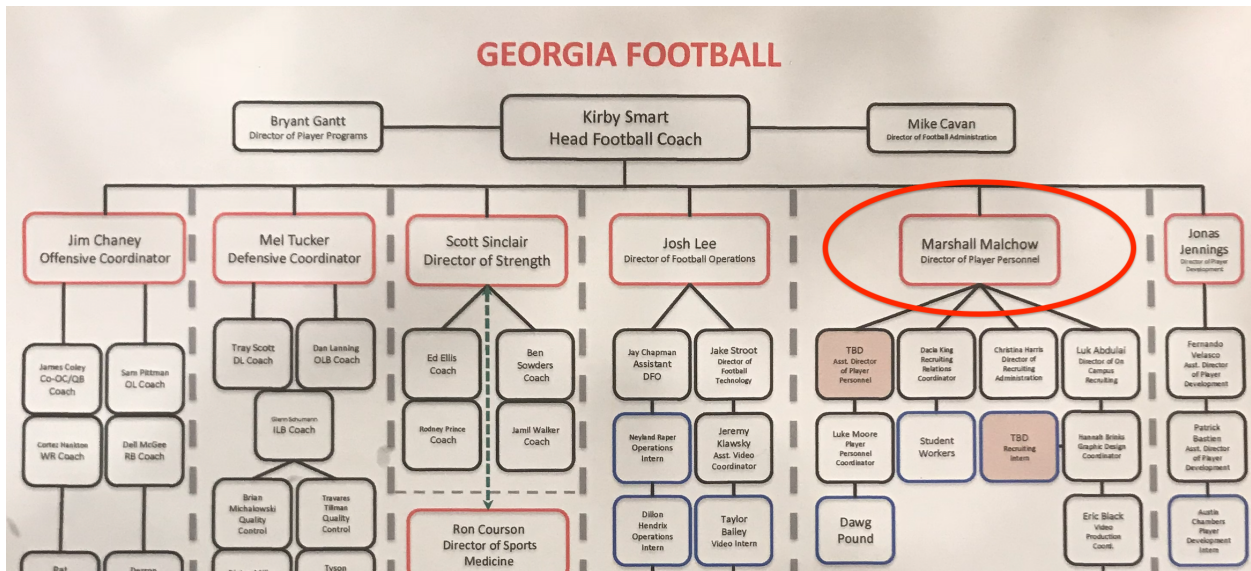 GEORGIA FOOTBALL
Bryant Gantt
Director of Player Programs
Kirby Smart
Head Football Coach
Mike Cavan
Director of Football Administration
Jim Chaney
Offensive Coordinator
Mel Tucker
Defensive Coordinator
Scott Sinclair
Director of Strength
Josh Lee
Director of Football Operations
Marshall Malchow
Director of Player Personnel
Jonas
Jennings
Director of Player
Development
James Coley
Co-OC/QB
Coach
Sam Pittman
OL Coach
Cortez Hankton
WR Coach
Dell McGee
RB Coach
Tray Scott
DL Coach
Dan Lanning
OLB Coach
Glenn Schumann
ILB Coach
Brian
Michalowski
Quality
Control
Travares
Tillman
Quality
Control
Tyson
Ed Ellis
Coach
Ben
Sowders
Coach
Rodney Prince
Coach
Jamil Walker
Coach
Ron Courson
Director of Sports
Medicine
Jay Chapman
Assistant
DFO
Jake Stroot
Director of
Football
Technology
Neyland Raper
Operations
Intern
Jeremy
Klawsky
Asst. Video
Coordinator
Dillon
Hendrix
Operations
Intern
Taylor
Bailey
Video Intern
TBD
Asst. Director
of Player
Personnel
Dacia King
Recruiting
Relations
Coordinator
Christina Harris
Director of
Recruiting
Administration
Luk Abdulai
Director of On
Campus
Recruiting
Luke Moore
Player
Personnel
Coordinator
Student
Workers
TBD
Recruiting
Intern
Hannah Brinks
Graphic Design
Coordinator
Dawg
Pound
Eric Black
Video
Production
Coord.
Fernando
Velasco
Asst. Director
of Player
Development
Patrick
Bastien
Asst. Director
of Player
Development
Austin
Chambers
Player
Development
Intern